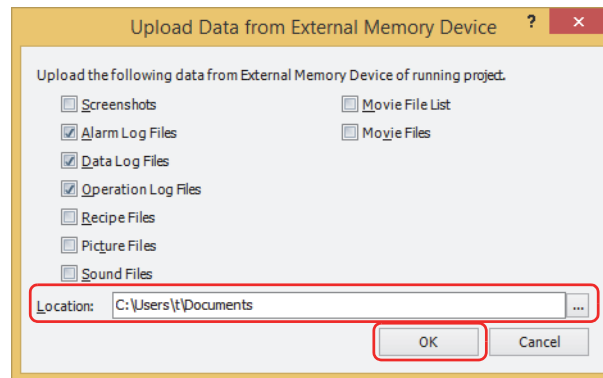 Upload Data from External Memory Device ? ×
Upload the following data from External Memory Device of running project.
Screenshots
Alarm Log Files
Data Log Files
Operation Log Files
Recipe Files
Picture Files
Sound Files
Movie File List
Movie Files
Location: C:\Users\t\Documents ...
OK Cancel